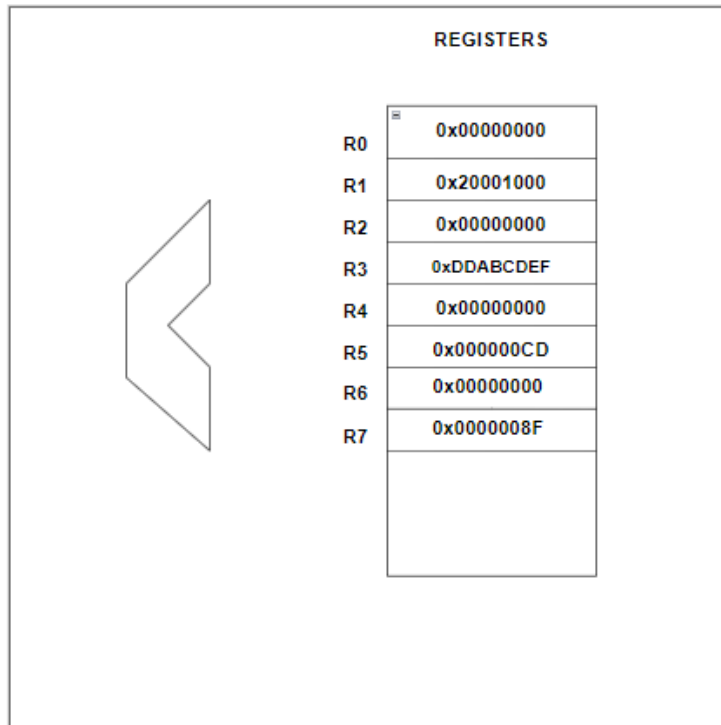 REGISTERS
R0 0x00000000
R1 0x20001000
R2 0x00000000
R3 0xDDABCDEF
R4 0x00000000
R5 0x000000CD
R6 0x00000000
R7 0x0000008F